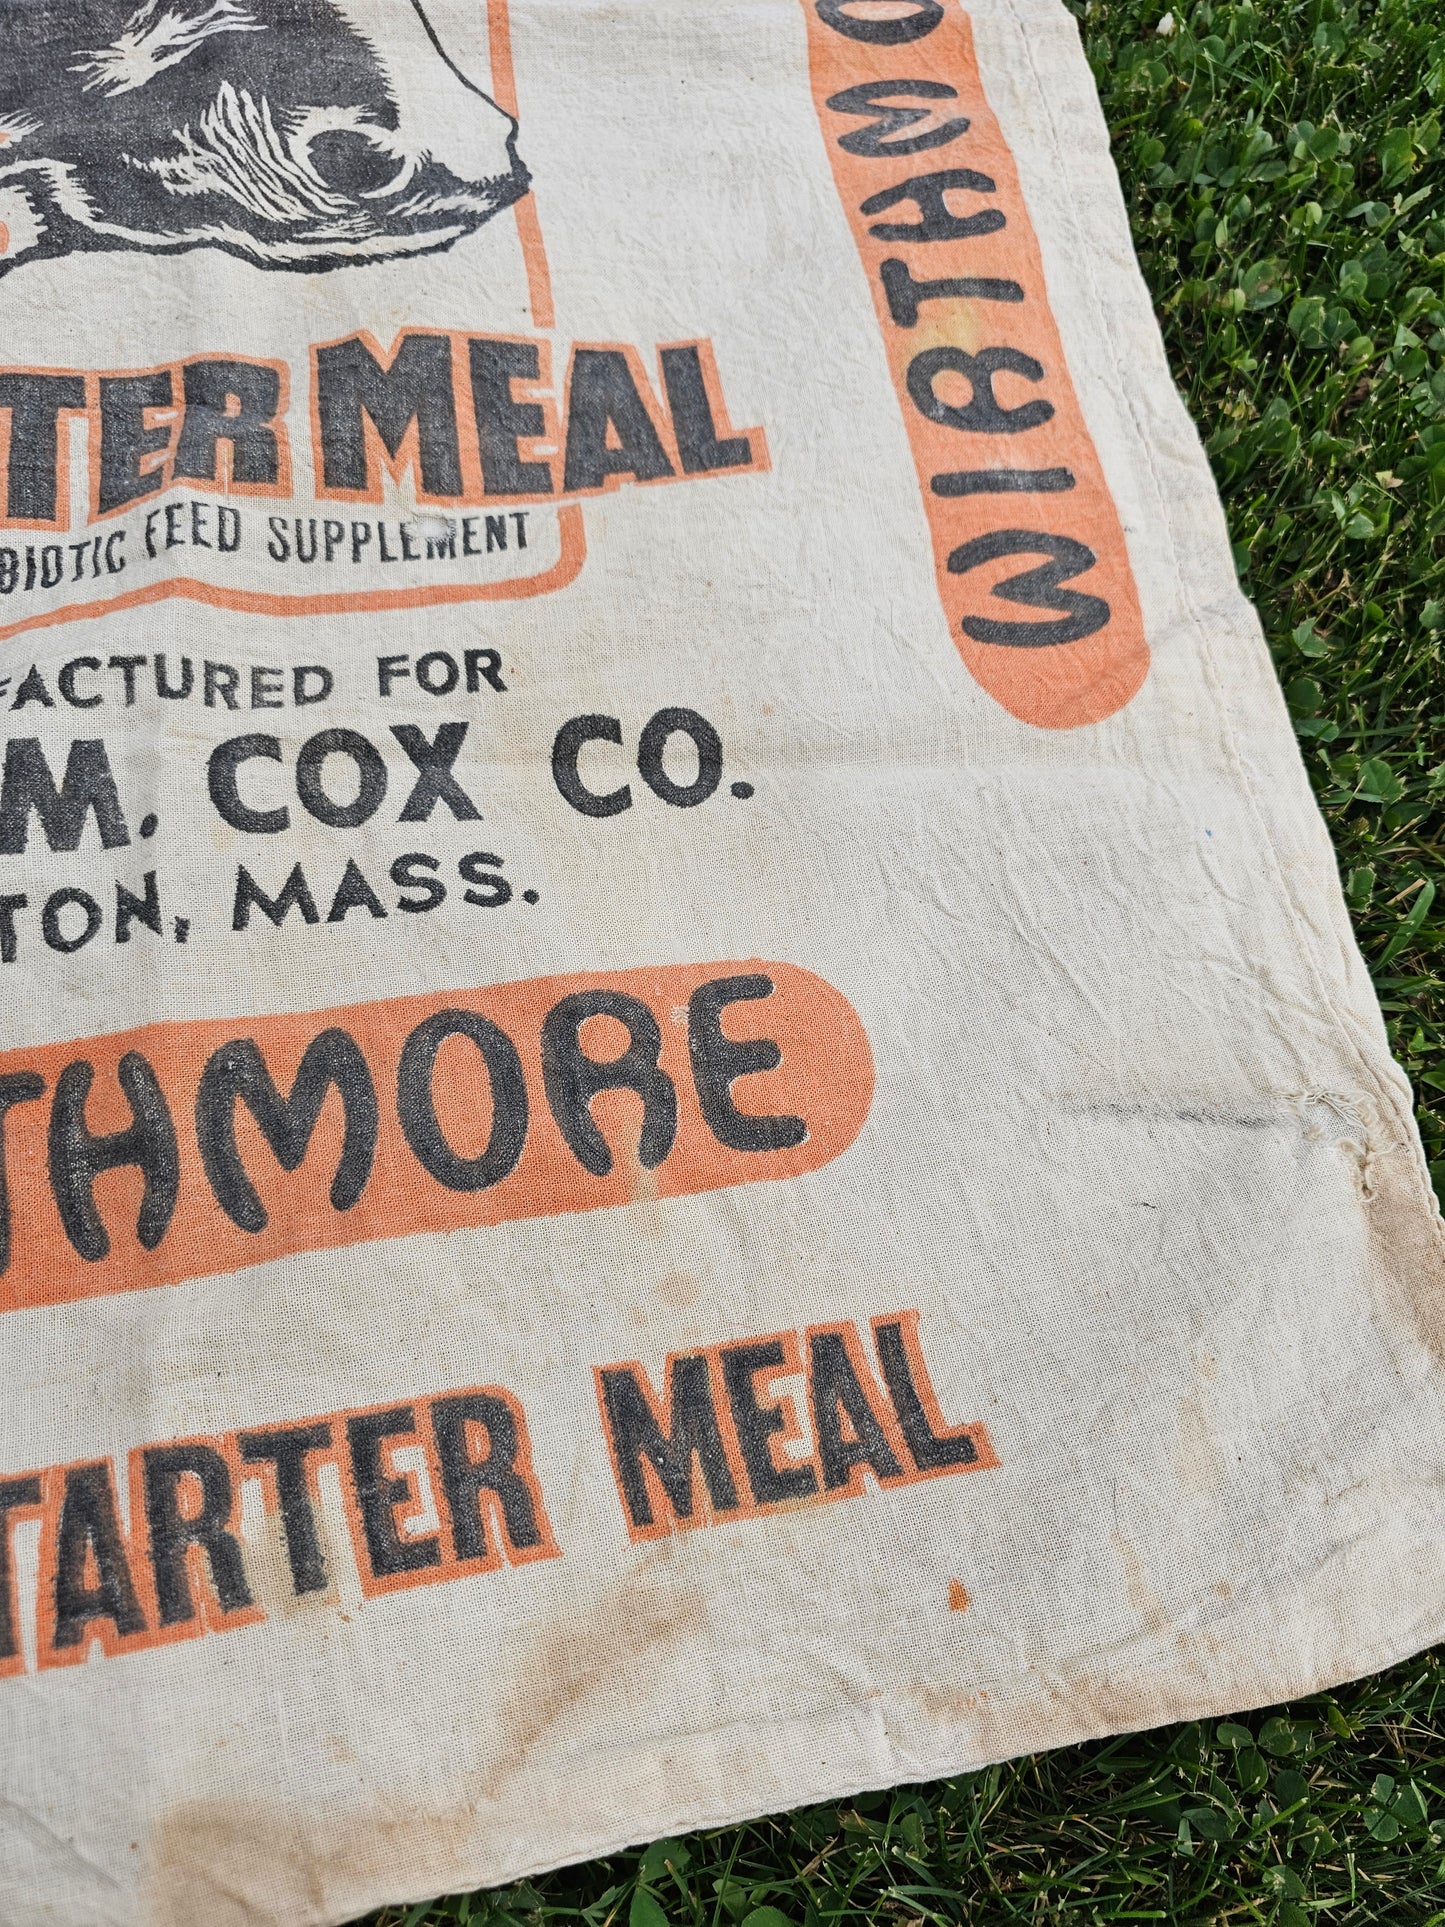 TER MEAL
BIOTIC FEED SUPPLEMENT
FACTURED FOR
M. COX CO.
TON, MASS.
THMORE
TARTER MEAL
WIRTHMO